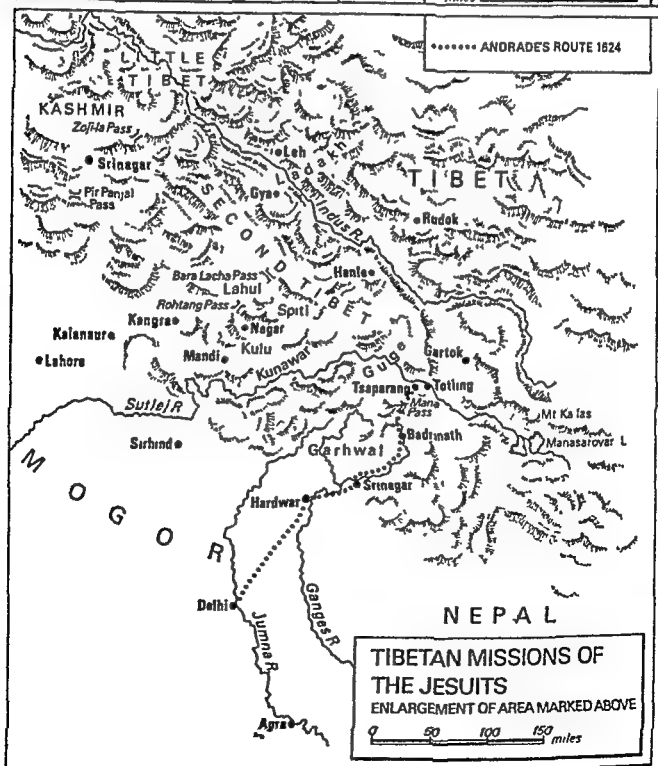 ••••••• ANDRADE'S ROUTE 1624
LITTLE
TIBET
KASHMIR
Zoji-la Pass
Srinagar
Leh
Ladakh
TIBET
Pir Panjal
Pass
Gya
Indus R.
Rudok
SECOND TIBET
Hanle
Bara Lacha Pass
Lahul
Rohtang Pass
Spiti
Kangra
Nagar
Kalanaur
Kulu
Lahore
Mandi
Kunawar
Guge
Gartok
Tsaparang
Totling
Sutlej R
Mana
Pass
Mt Kailas
Manasarovar L
Sirhind
Badrinath
Garhwal
MOGOR
Srinagar
Hardwar
Delhi
Ganges R
Jumna R
NEPAL
Agra
TIBETAN MISSIONS OF
THE JESUITS
ENLARGEMENT OF AREA MARKED ABOVE
0 50 100 150 miles